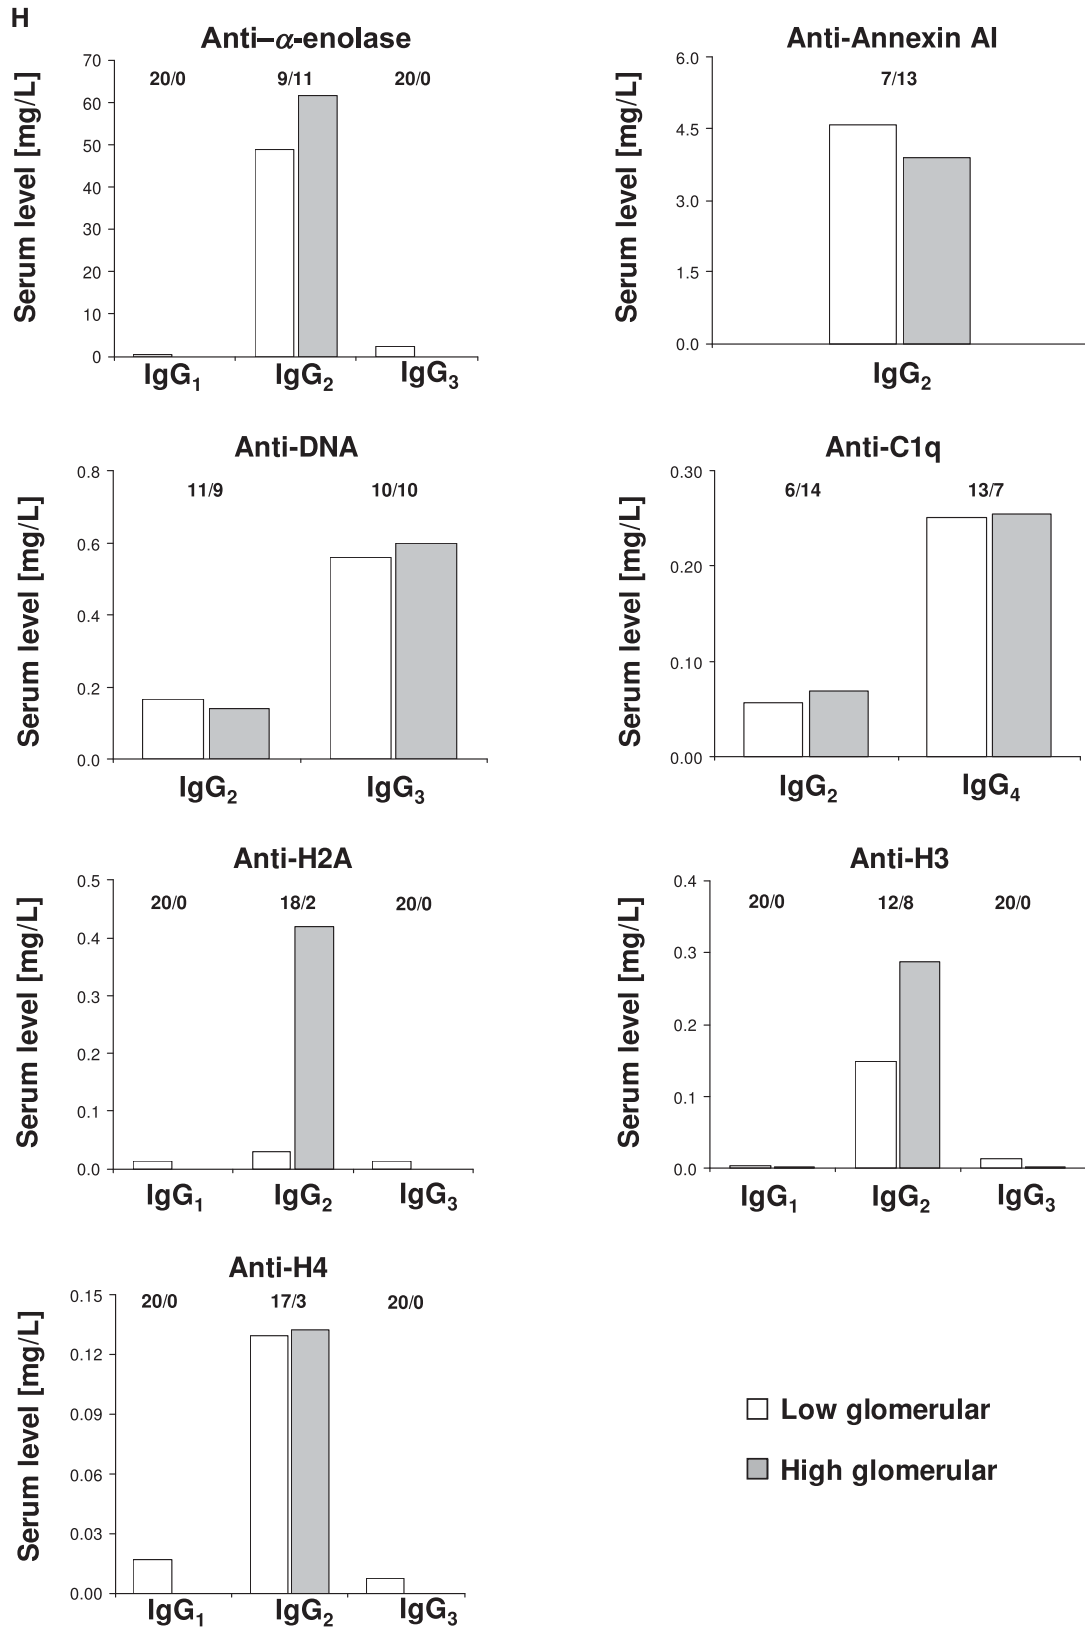 H
Anti–α-enolase
Serum level [mg/L]
70
60
50
40
30
20
10
0
20/0
9/11
20/0
IgG1
IgG2
IgG3
Anti-Annexin AI
Serum level [mg/L]
6.0
4.5
3.0
1.5
0.0
7/13
IgG2
Anti-DNA
Serum level [mg/L]
0.8
0.6
0.4
0.2
0.0
11/9
10/10
IgG2
IgG3
Anti-C1q
Serum level [mg/L]
0.30
0.20
0.10
0.00
6/14
13/7
IgG2
IgG4
Anti-H2A
Serum level [mg/L]
0.5
0.4
0.3
0.2
0.1
0.0
20/0
18/2
20/0
IgG1
IgG2
IgG3
Anti-H3
Serum level [mg/L]
0.4
0.3
0.2
0.1
0.0
20/0
12/8
20/0
IgG1
IgG2
IgG3
Anti-H4
Serum level [mg/L]
0.15
0.12
0.09
0.06
0.03
0.00
20/0
17/3
20/0
IgG1
IgG2
IgG3
Low glomerular
High glomerular